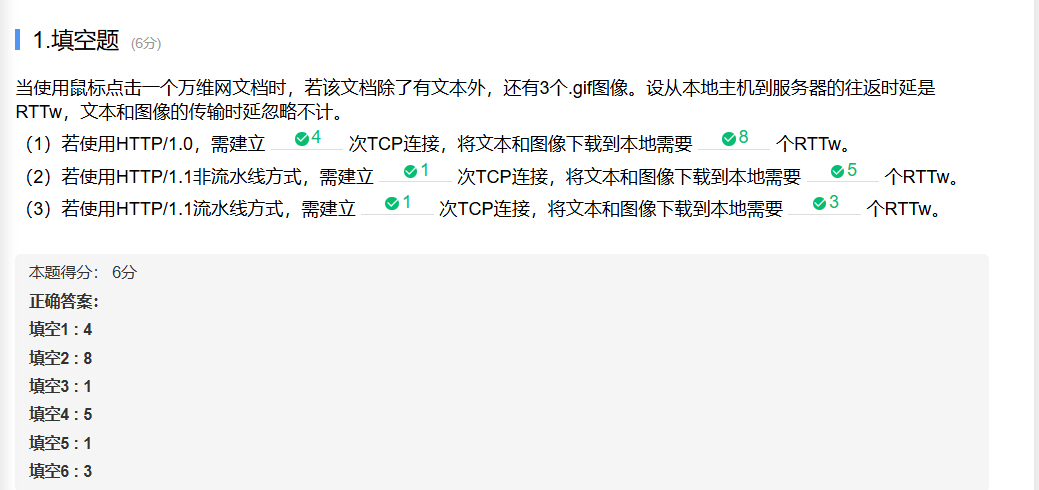 1.填空题 (6分)
当使用鼠标点击一个万维网文档时，若该文档除了有文本外，还有3个.gif图像。设从本地主机到服务器的往返时延是
RTTw，文本和图像的传输时延忽略不计。
（1）若使用HTTP/1.0，需建立 4 次TCP连接，将文本和图像下载到本地需要 8 个RTTw。
（2）若使用HTTP/1.1非流水线方式，需建立 1 次TCP连接，将文本和图像下载到本地需要 5 个RTTw。
（3）若使用HTTP/1.1流水线方式，需建立 1 次TCP连接，将文本和图像下载到本地需要 3 个RTTw。
本题得分： 6分
正确答案：
填空1：4
填空2：8
填空3：1
填空4：5
填空5：1
填空6：3